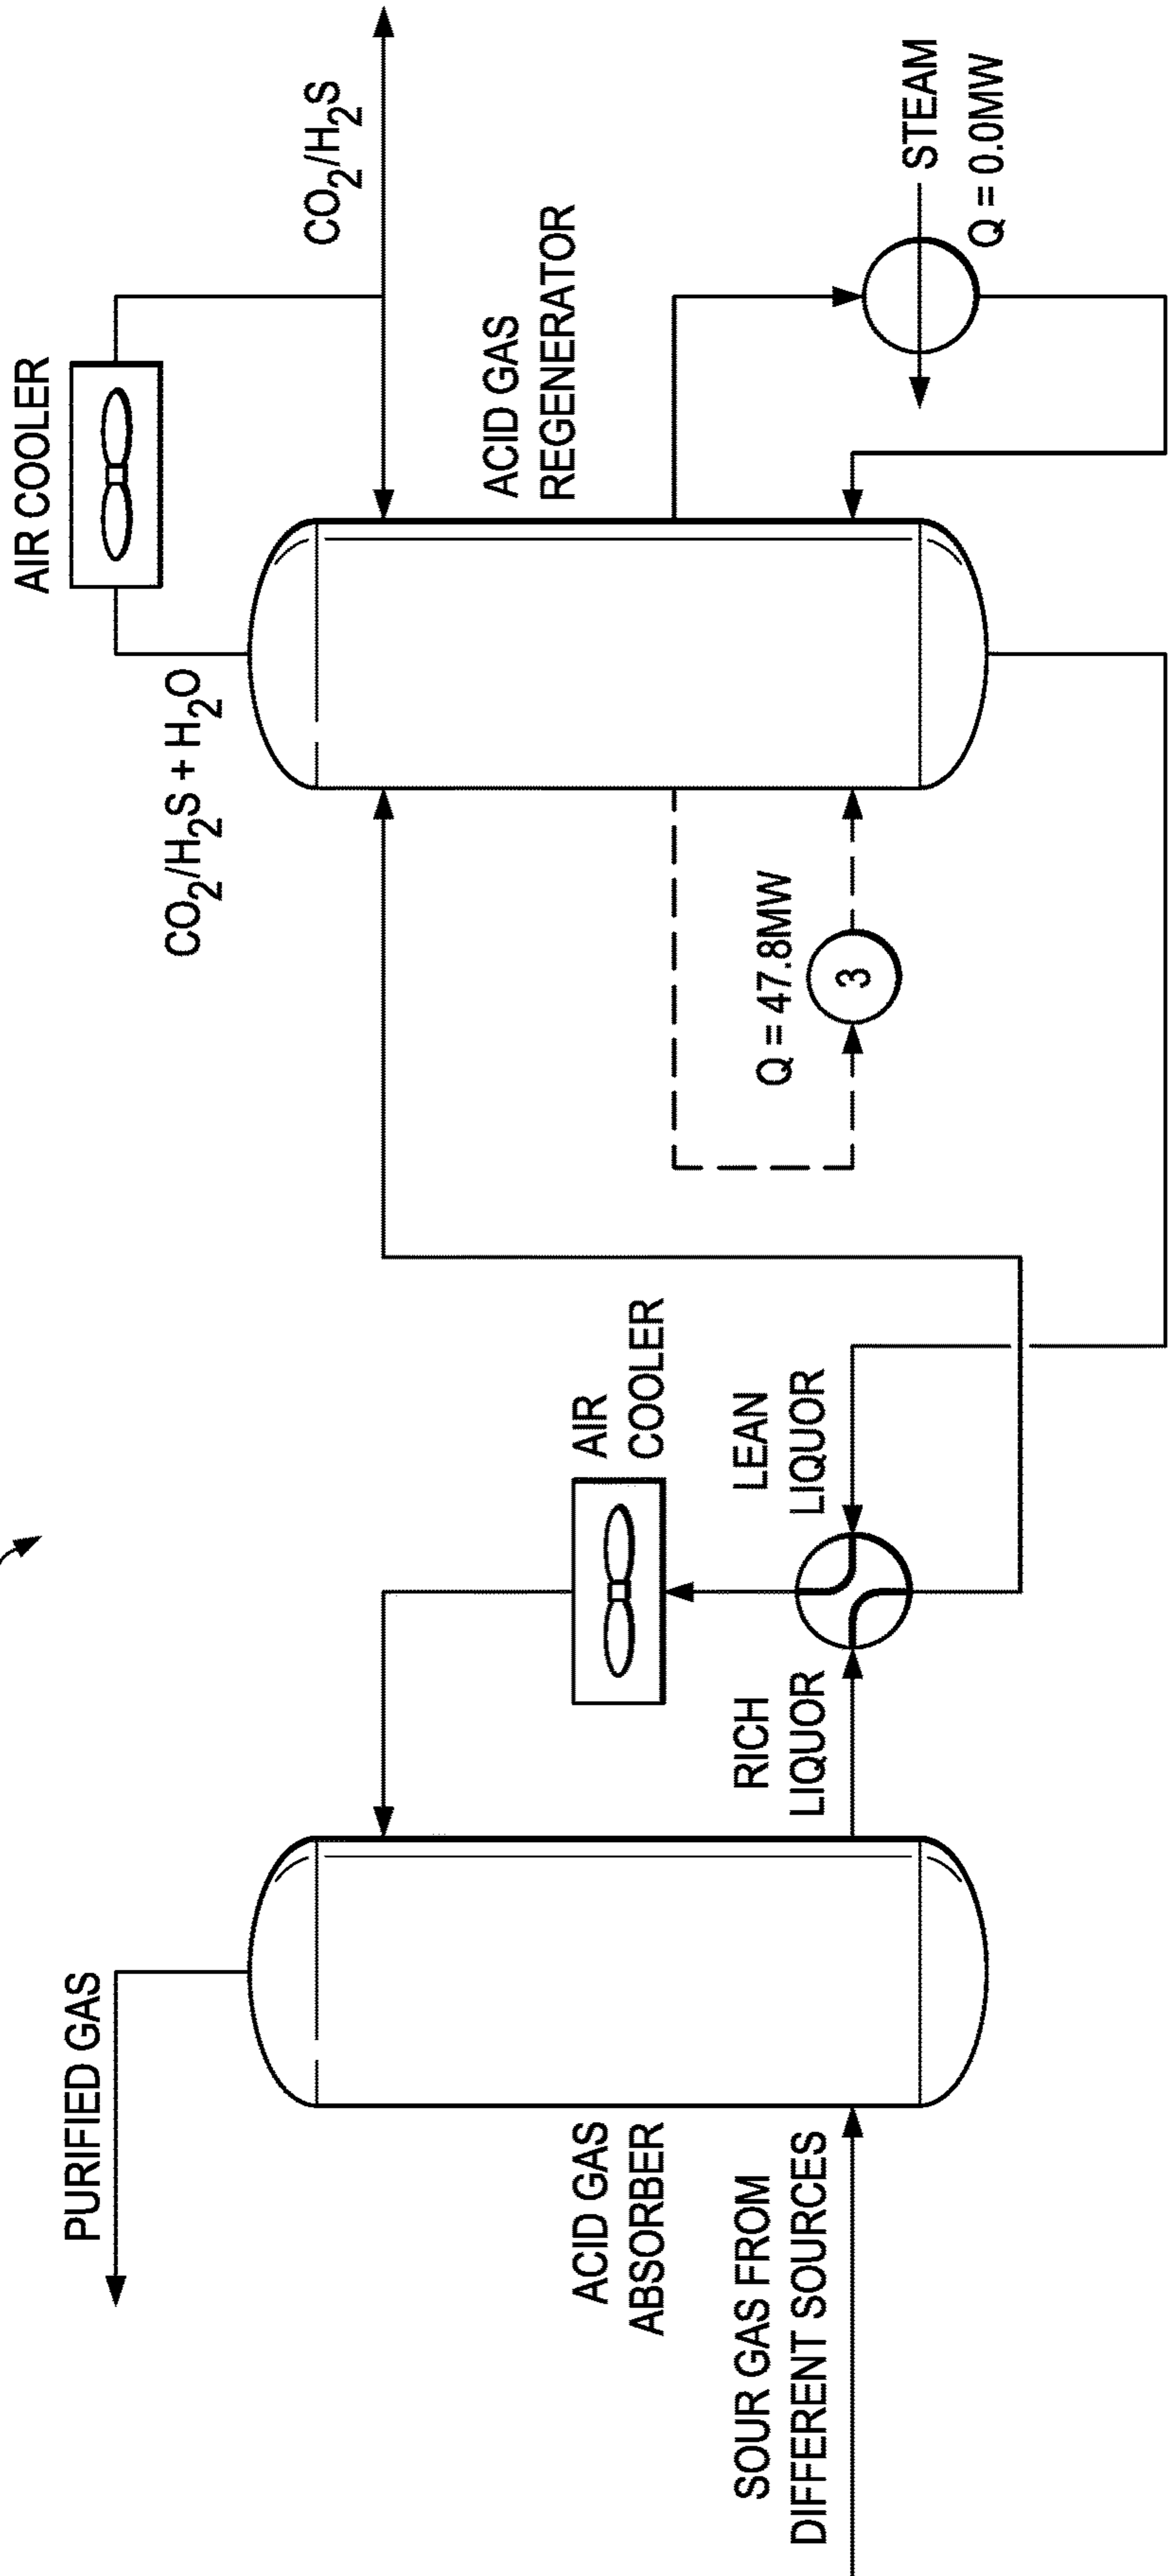 PURIFIED GAS
ACID GAS
ABSORBER
SOUR GAS FROM
DIFFERENT SOURCES
RICH
LIQUOR
AIR
COOLER
LEAN
LIQUOR
CO2/H2S + H2O
Q = 47.8MW
3
AIR COOLER
ACID GAS
REGENERATOR
CO2/H2S
STEAM
Q = 0.0MW